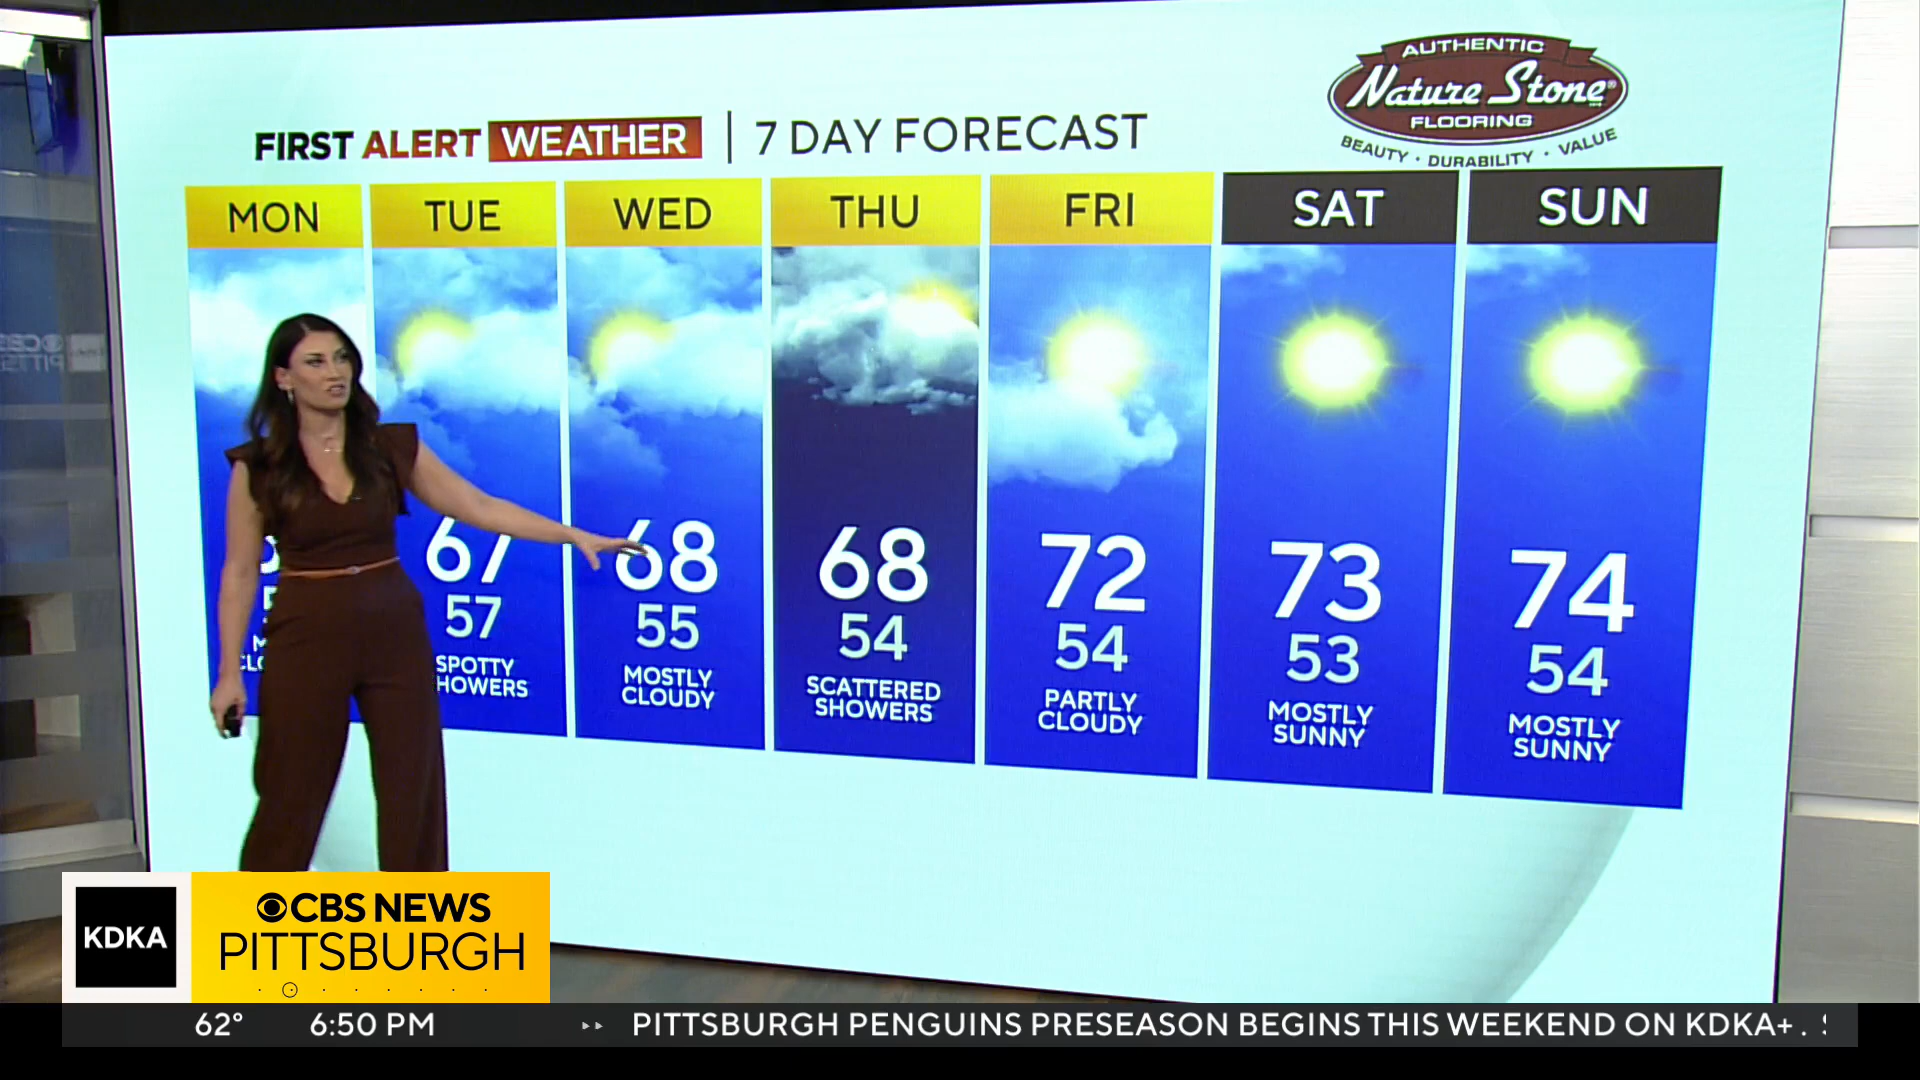 AUTHENTIC
Nature Stone®
FLOORING
BEAUTY · DURABILITY · VALUE
FIRST ALERT WEATHER | 7 DAY FORECAST
MON TUE WED THU FRI SAT SUN
67 68 68 72 73 74
57 55 54 54 53 54
SPOTTY MOSTLY SCATTERED PARTLY MOSTLY MOSTLY
HOWERS CLOUDY SHOWERS CLOUDY SUNNY SUNNY
KDKA
CBS NEWS
PITTSBURGH
62° 6:50 PM PITTSBURGH PENGUINS PRESEASON BEGINS THIS WEEKEND ON KDKA+ .